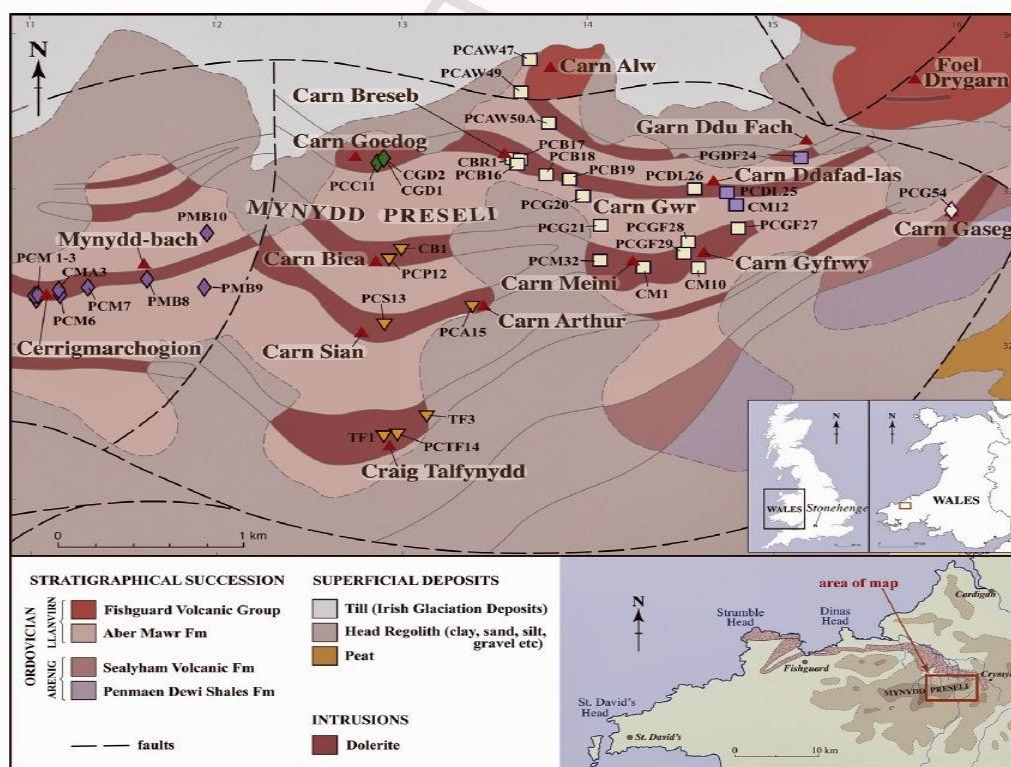 11
12
13
14
15
16
N
PCAW47
Carn Alw
Foel
Drygarn
PCAW49
Carn Breseb
PCAW50A
Garn Ddu Fach
Carn Goedog
PCB17
PCB18
PGDF24
CBR1
PCB16
PCB19
CGD2
CGD1
PCC11
PCDL26
Carn Ddafad-las
PCDL25
CM12
PCG54
Carn Gaseg
MYNYDD PRESELI
PCG20
Carn Gwr
PMB10
PCG21
PCGF28
PCGF27
Mynydd-bach
PCGF29
CB1
PCM 1-3
CMA3
Carn Bica
PCP12
PCM32
Carn Gyfrwy
Carn Meini
PCM7
PMB8
PMB9
CM1
CM10
PCM6
PCS13
PCA15
Carn Arthur
Cerrigmarchogion
Carn Sian
32
TF3
TF1
PCTF14
Craig Talfynydd
0
1 km
N
N
WALES
Stonehenge
WALES
STRATIGRAPHICAL SUCCESSION
ORDOVICIAN
LLANVIRN
Fishguard Volcanic Group
Aber Mawr Fm
ARENIG
Sealyham Volcanic Fm
Penmaen Dewi Shales Fm
faults
SUPERFICIAL DEPOSITS
Till (Irish Glaciation Deposits)
Head Regolith (clay, sand, silt,
gravel etc)
Peat
INTRUSIONS
Dolerite
area of map
N
Strumble
Head
Dinas
Head
Cardigan
Fishguard
MYNYDD PRESELI
St. David's
Head
St. David's
0
10 km